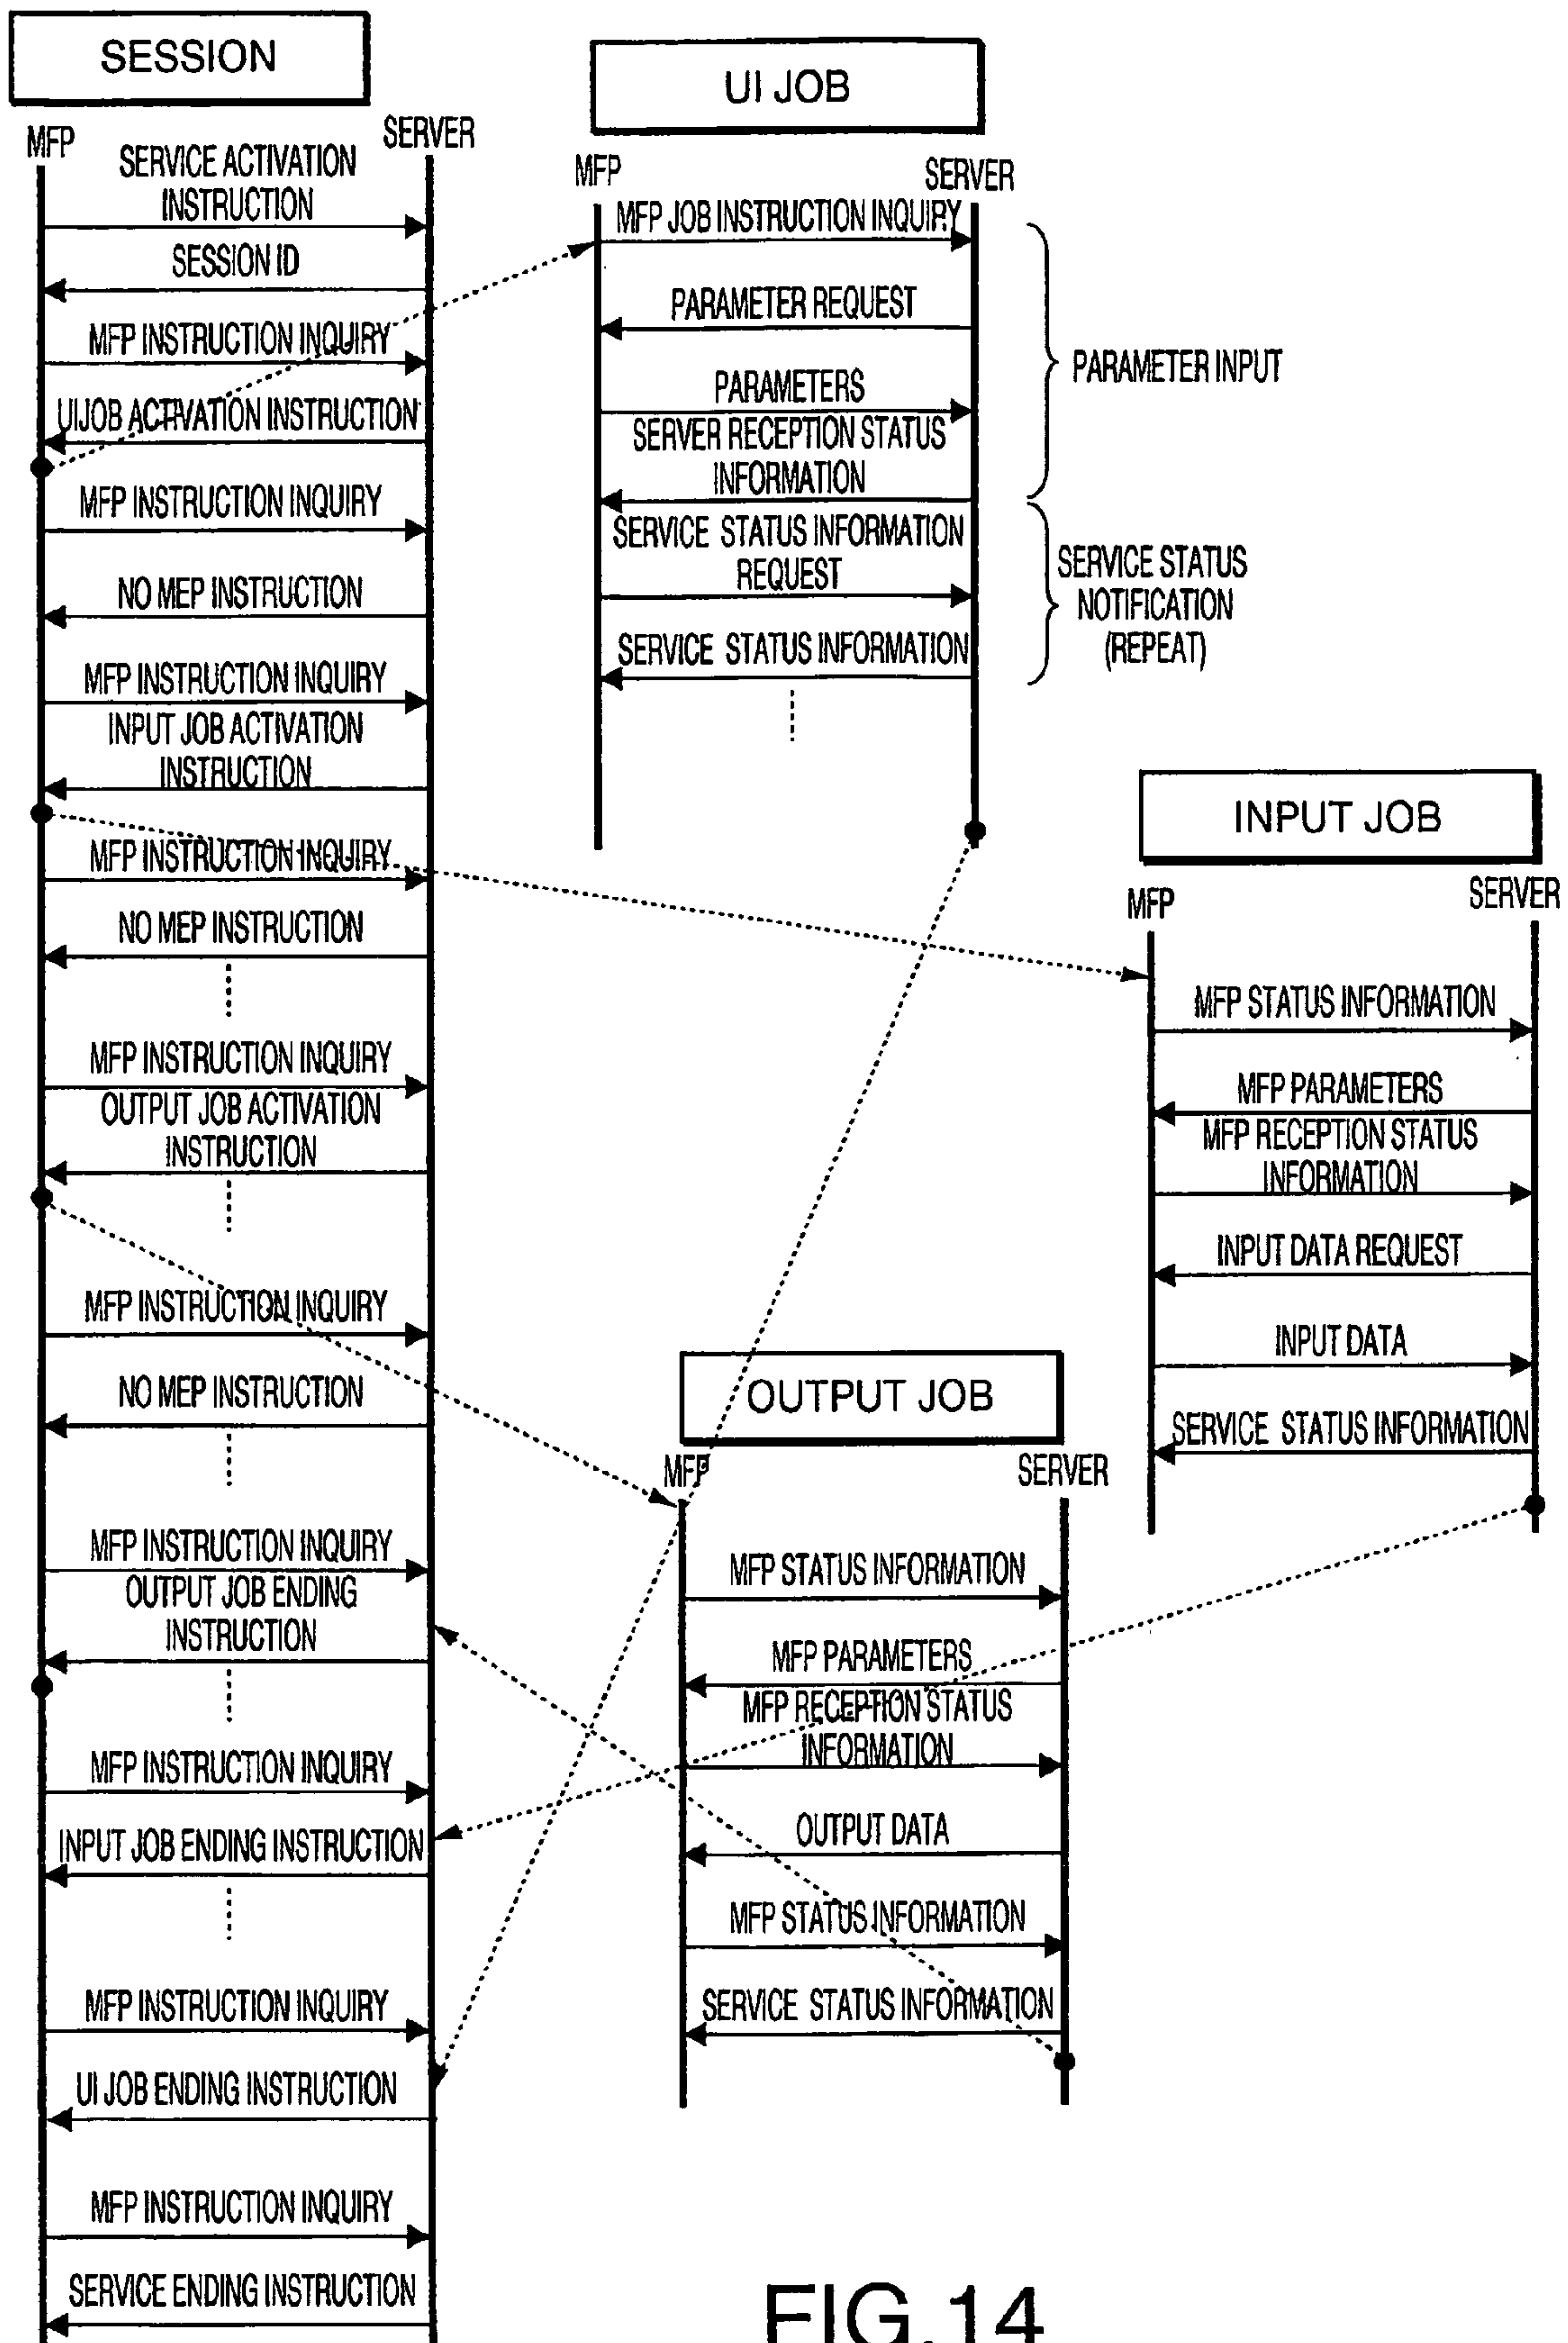 SESSION
MFP
SERVER
SERVICE ACTIVATION
INSTRUCTION
SESSION ID
MFP INSTRUCTION INQUIRY
UIJOB ACTIVATION INSTRUCTION
MFP INSTRUCTION INQUIRY
NO MEP INSTRUCTION
MFP INSTRUCTION INQUIRY
INPUT JOB ACTIVATION
INSTRUCTION
MFP INSTRUCTION INQUIRY
NO MEP INSTRUCTION
MFP INSTRUCTION INQUIRY
OUTPUT JOB ACTIVATION
INSTRUCTION
MFP INSTRUCTION INQUIRY
NO MEP INSTRUCTION
MFP INSTRUCTION INQUIRY
OUTPUT JOB ENDING
INSTRUCTION
MFP INSTRUCTION INQUIRY
INPUT JOB ENDING INSTRUCTION
MFP INSTRUCTION INQUIRY
UI JOB ENDING INSTRUCTION
MFP INSTRUCTION INQUIRY
SERVICE ENDING INSTRUCTION
UI JOB
MFP
SERVER
MFP JOB INSTRUCTION INQUIRY
PARAMETER REQUEST
PARAMETERS
SERVER RECEPTION STATUS
INFORMATION
SERVICE STATUS INFORMATION
REQUEST
SERVICE STATUS INFORMATION
PARAMETER INPUT
SERVICE STATUS
NOTIFICATION
(REPEAT)
INPUT JOB
MFP
SERVER
MFP STATUS INFORMATION
MFP PARAMETERS
MFP RECEPTION STATUS
INFORMATION
INPUT DATA REQUEST
INPUT DATA
SERVICE STATUS INFORMATION
OUTPUT JOB
MFP
SERVER
MFP STATUS INFORMATION
MFP PARAMETERS
MFP RECEPTION STATUS
INFORMATION
OUTPUT DATA
MFP STATUS INFORMATION
SERVICE STATUS INFORMATION
FIG.14